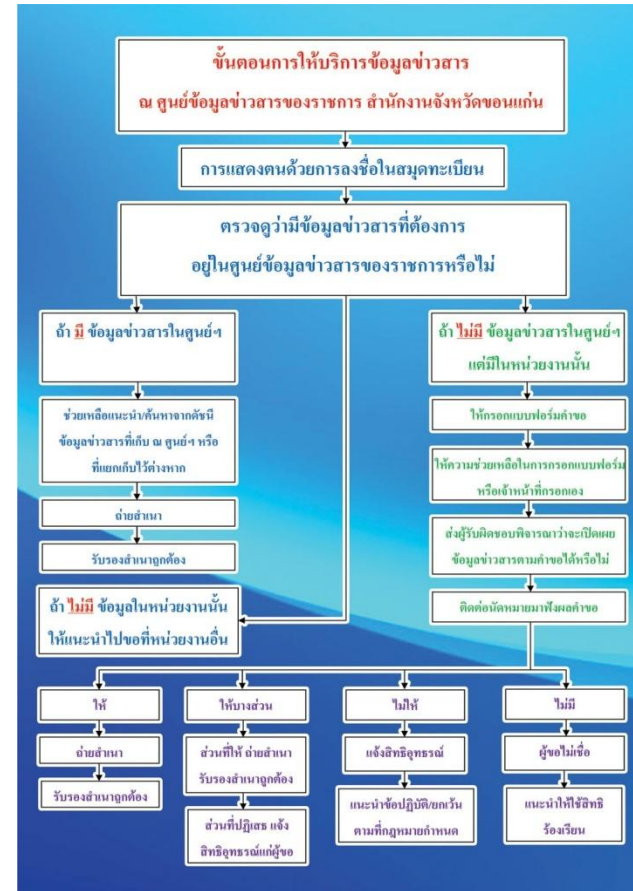 ขั้นตอนการให้บริการข้อมูลข่าวสาร
ณ ศูนย์ข้อมูลข่าวสารของราชการ สำนักงานจังหวัดขอนแก่น
การแสดงตนด้วยการลงชื่อในสมุดทะเบียน
ตรวจดูว่ามีข้อมูลข่าวสารที่ต้องการ
อยู่ในศูนย์ข้อมูลข่าวสารของราชการหรือไม่
ถ้า มี ข้อมูลข่าวสารในศูนย์ฯ
ช่วยเหลือแนะนำ/ค้นหาจากดัชนี
ข้อมูลข่าวสารที่เก็บ ณ ศูนย์ฯ หรือ
ที่แยกเก็บไว้ต่างหาก
ถ่ายสำเนา
รับรองสำเนาถูกต้อง
ถ้า ไม่มี ข้อมูลในหน่วยงานนั้น
ให้แนะนำไปขอที่หน่วยงานอื่น
ถ้า ไม่มี ข้อมูลข่าวสารในศูนย์ฯ
แต่มีในหน่วยงานนั้น
ให้กรอกแบบฟอร์มคำขอ
ให้ความช่วยเหลือในการกรอกแบบฟอร์ม
หรือเจ้าหน้าที่กรอกเอง
ส่งผู้รับผิดชอบพิจารณาว่าจะเปิดเผย
ข้อมูลข่าวสารตามคำขอได้หรือไม่
ติดต่อนัดหมายมาฟังผลคำขอ
ให้
ถ่ายสำเนา
รับรองสำเนาถูกต้อง
ให้บางส่วน
ส่วนที่ให้ ถ่ายสำเนา
รับรองสำเนาถูกต้อง
ส่วนที่ปฏิเสธ แจ้ง
สิทธิอุทธรณ์แก่ผู้ขอ
ไม่ให้
แจ้งสิทธิอุทธรณ์
แนะนำข้อปฏิบัติ/ยกเว้น
ตามที่กฎหมายกำหนด
ไม่มี
ผู้ขอไม่เชื่อ
แนะนำให้ใช้สิทธิ
ร้องเรียน